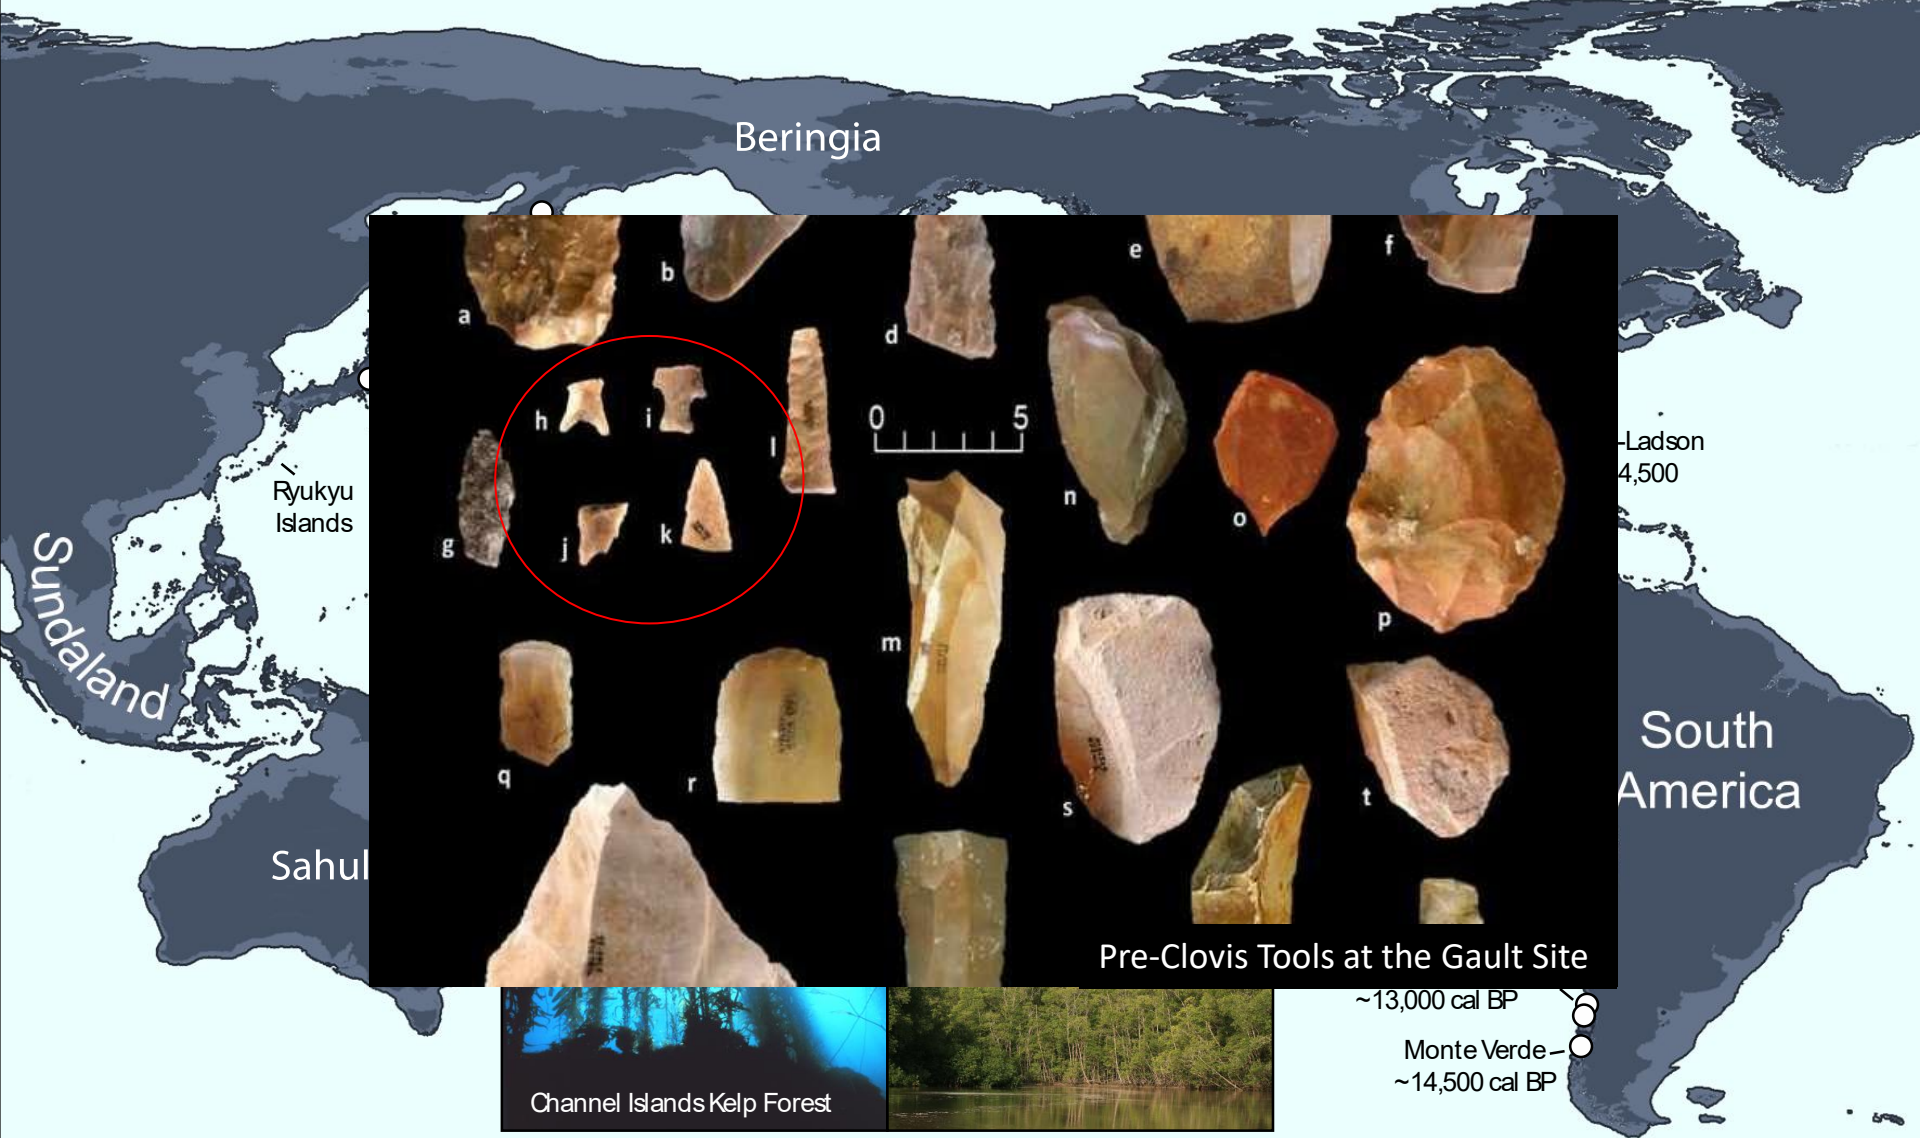 Beringia
e
f
b
a
d
0 5
h
i
l
-Ladson
4,500
Ryukyu
Islands
n
o
g
j
k
Sundaland
m
p
South
America
q
r
s
t
Sahul
Pre-Clovis Tools at the Gault Site
~13,000 cal BP
Monte Verde
~14,500 cal BP
Channel Islands Kelp Forest